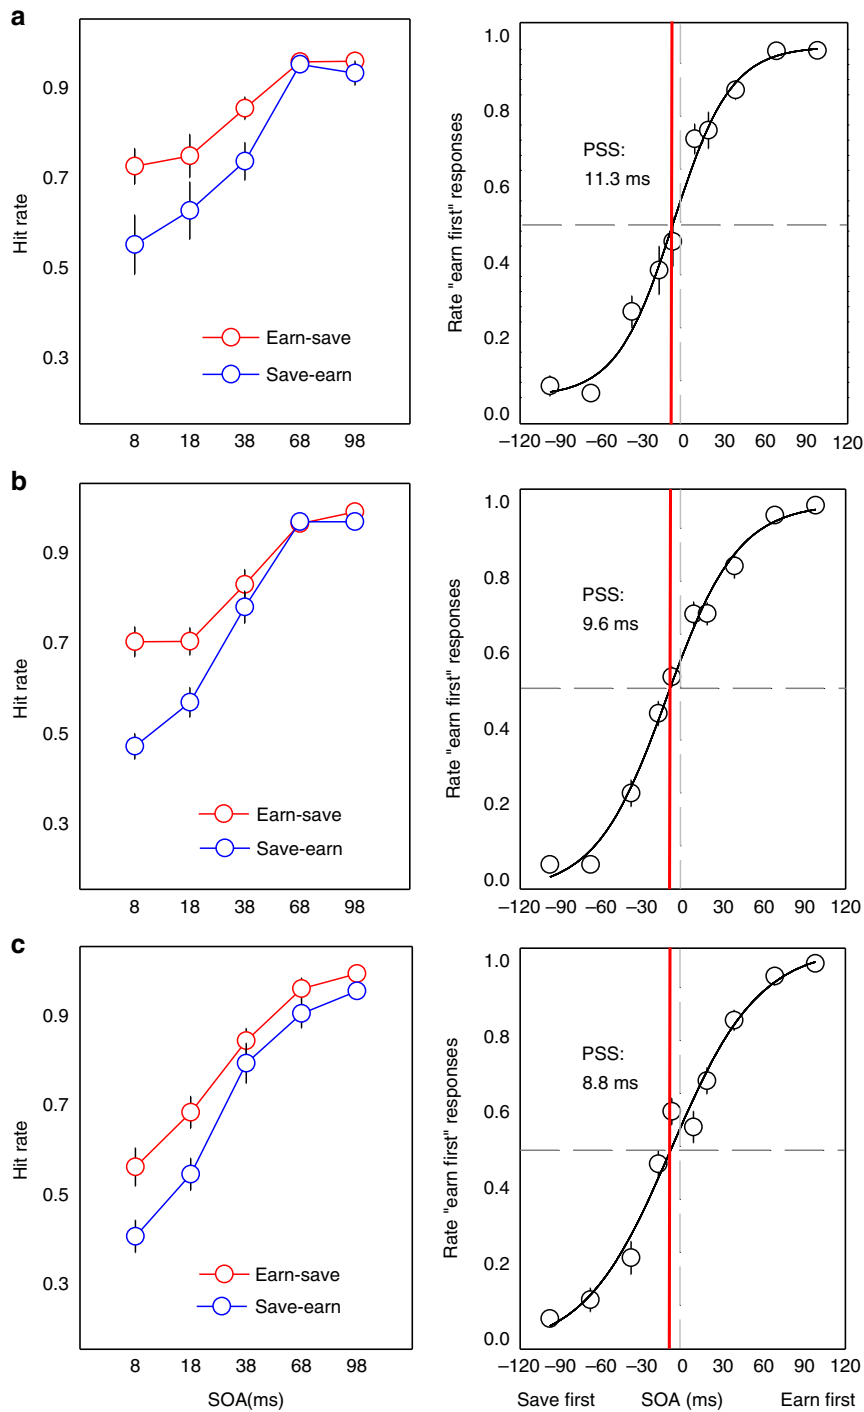 a
Hit rate
0.9
0.7
0.5
0.3
Earn-save
Save-earn
8 18 38 68 98
Rate "earn first" responses
1.0
0.8
0.6
0.4
0.2
0.0
PSS:
11.3 ms
–120 –90 –60 –30 0 30 60 90 120
b
Hit rate
0.9
0.7
0.5
0.3
Earn-save
Save-earn
8 18 38 68 98
Rate "earn first" responses
1.0
0.8
0.6
0.4
0.2
0.0
PSS:
9.6 ms
–120 –90 –60 –30 0 30 60 90 120
c
Hit rate
0.9
0.7
0.5
0.3
Earn-save
Save-earn
8 18 38 68 98
SOA(ms)
Rate "earn first" responses
1.0
0.8
0.6
0.4
0.2
0.0
PSS:
8.8 ms
–120 –90 –60 –30 0 30 60 90 120
Save first SOA (ms) Earn first